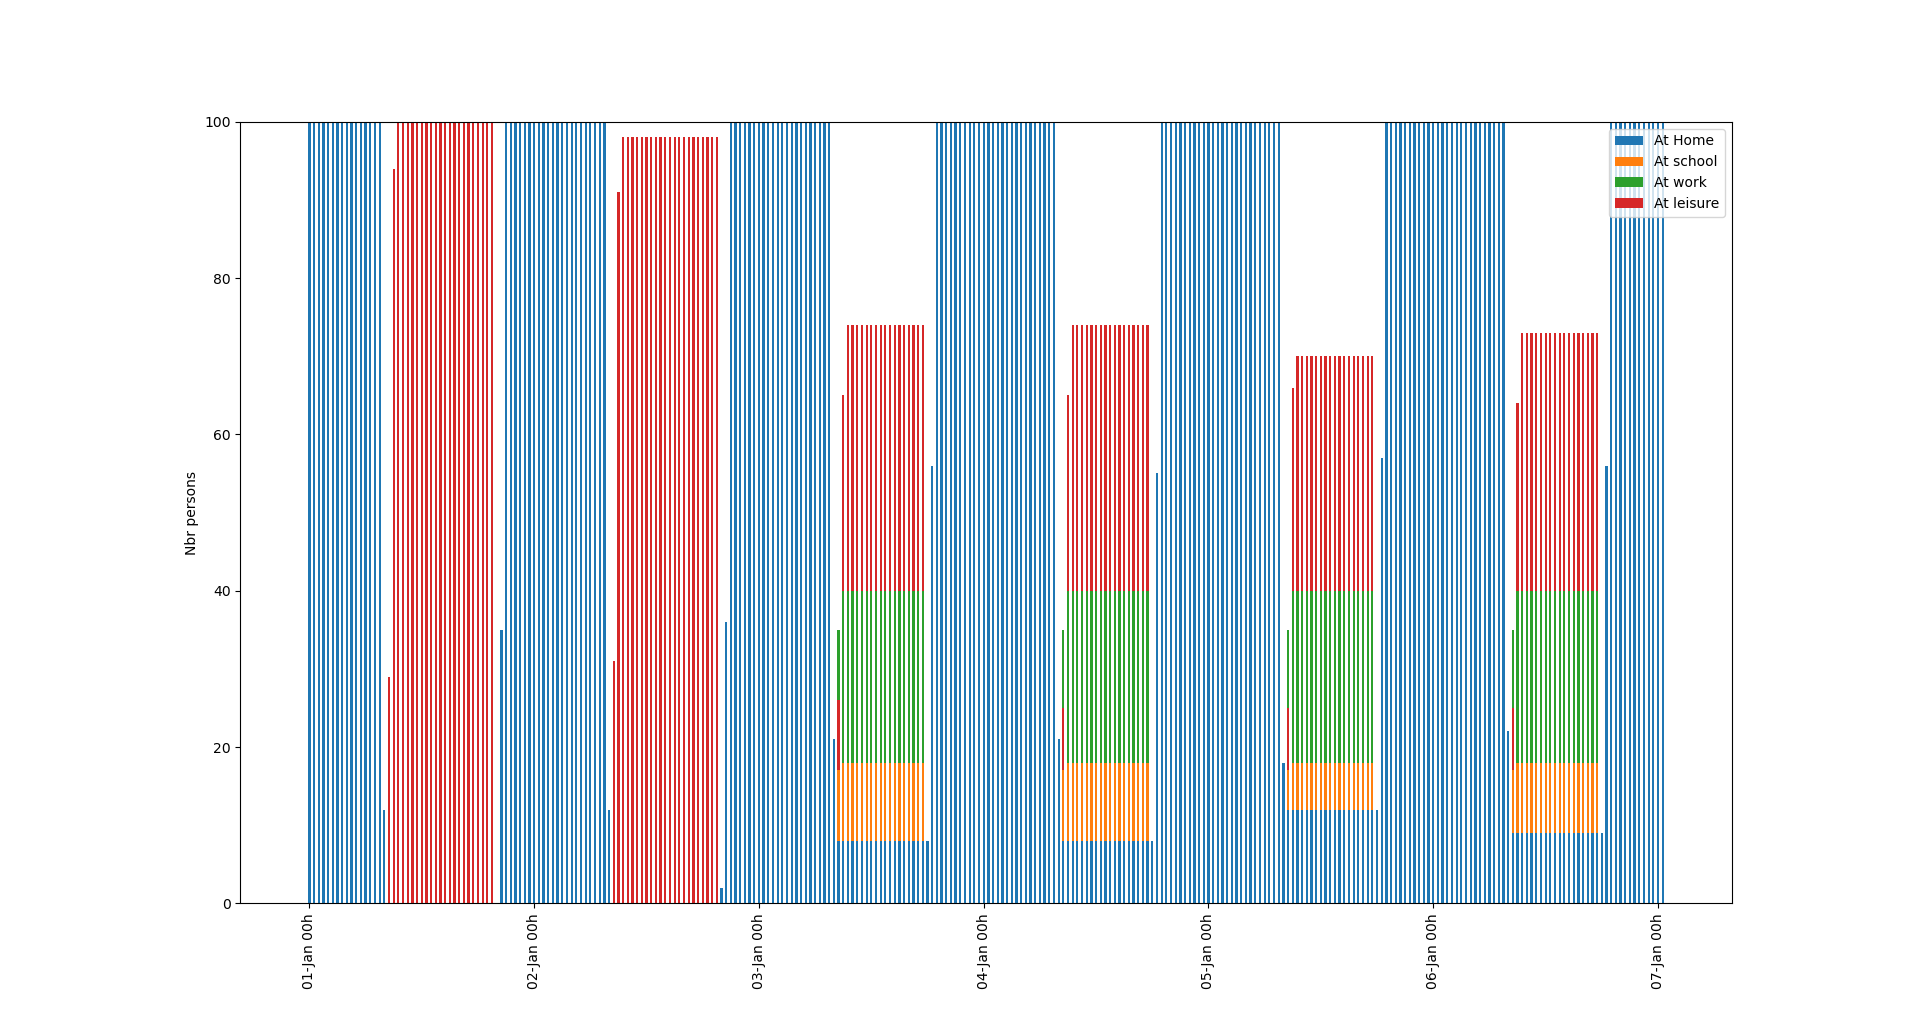 100
80
60
40
20
0
Nbr persons
At Home
At school
At work
At leisure
01-Jan 00h
02-Jan 00h
03-Jan 00h
04-Jan 00h
05-Jan 00h
06-Jan 00h
07-Jan 00h